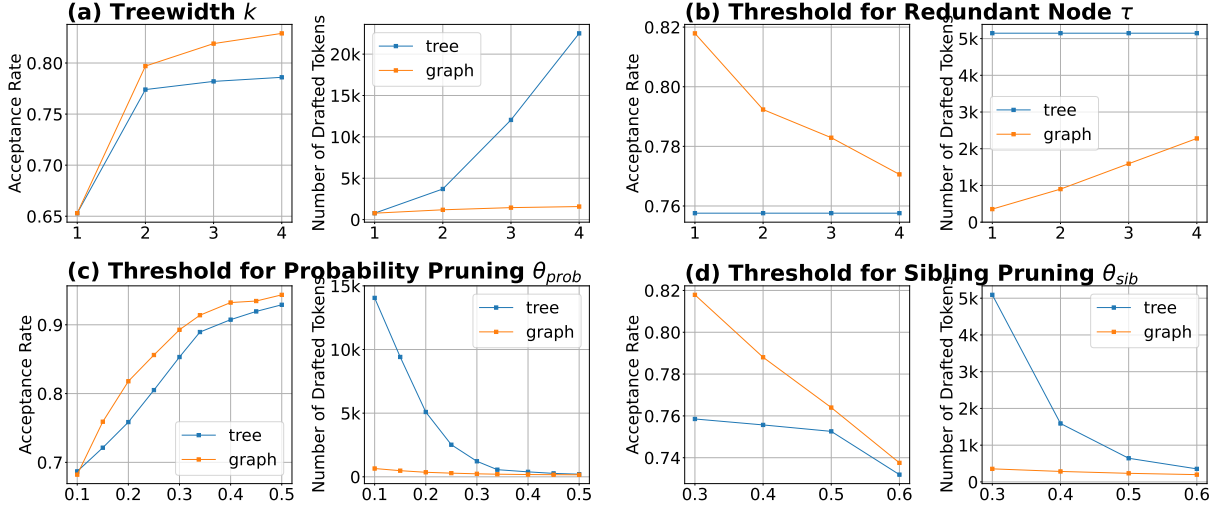 (a) Treewidth k
Acceptance Rate
0.80
0.75
0.70
0.65
1 2 3 4
Number of Drafted Tokens
20k
15k
10k
5k
0
1 2 3 4
tree
graph
(b) Threshold for Redundant Node τ
Acceptance Rate
0.82
0.80
0.78
0.76
1 2 3 4
Number of Drafted Tokens
5k
4k
3k
2k
1k
0
1 2 3 4
tree
graph
(c) Threshold for Probability Pruning θprob
Acceptance Rate
0.9
0.8
0.7
0.1 0.2 0.3 0.4 0.5
tree
graph
Number of Drafted Tokens
15k
10k
5k
0
0.1 0.2 0.3 0.4 0.5
tree
graph
(d) Threshold for Sibling Pruning θsib
Acceptance Rate
0.82
0.80
0.78
0.76
0.74
0.3 0.4 0.5 0.6
Number of Drafted Tokens
5k
4k
3k
2k
1k
0
0.3 0.4 0.5 0.6
tree
graph